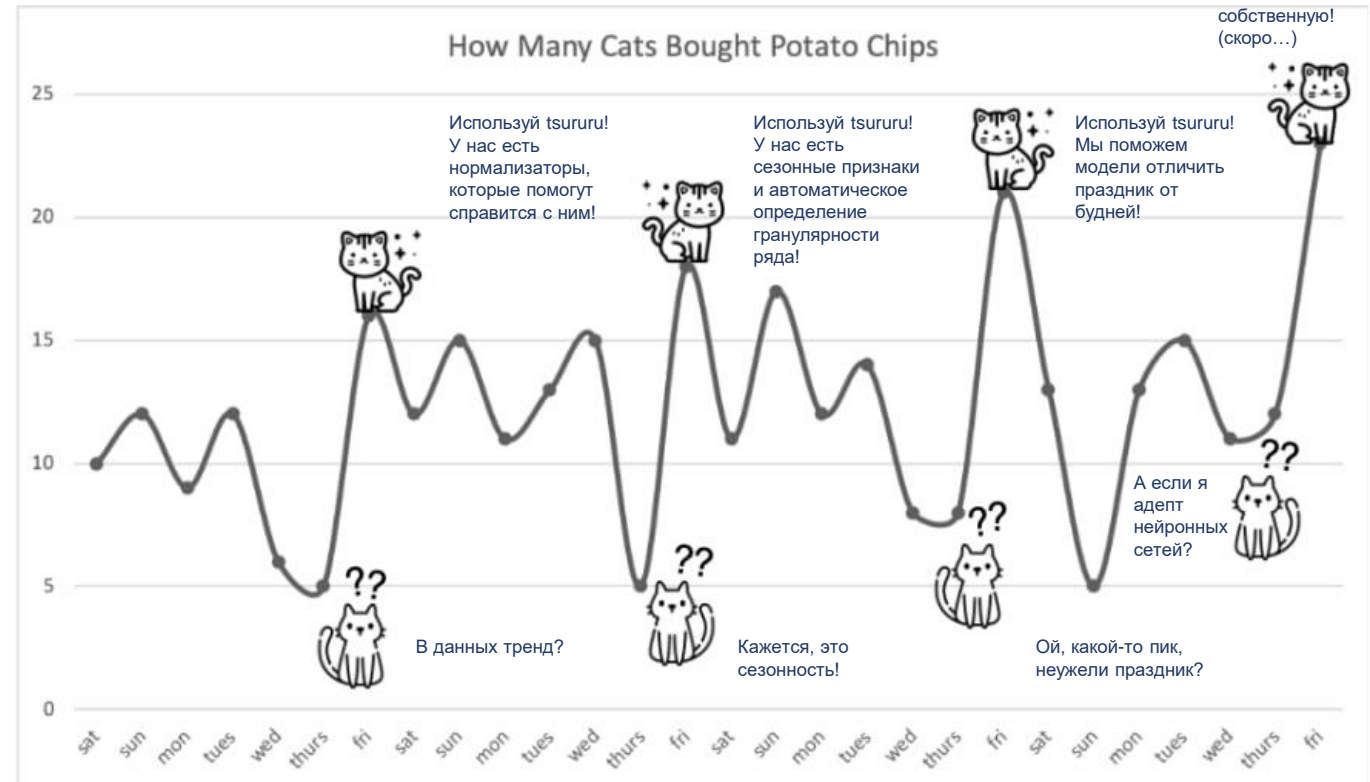 собственную!
(скоро…)
How Many Cats Bought Potato Chips
25
20
15
10
5
0
Используй tsururu!
У нас есть
нормализаторы,
которые помогут
справится с ним!
Используй tsururu!
У нас есть
сезонные признаки
и автоматическое
определение
гранулярности
ряда!
Используй tsururu!
Мы поможем
модели отличить
праздник от
будней!
??
??
??
??
А если я
адепт
нейронных
сетей?
В данных тренд?
Кажется, это
сезонность!
Ой, какой-то пик,
неужели праздник?
sat
sun
mon
tues
wed
thurs
fri
sat
sun
mon
tues
wed
thurs
fri
sat
sun
mon
tues
wed
thurs
fri
sat
sun
mon
tues
wed
thurs
fri